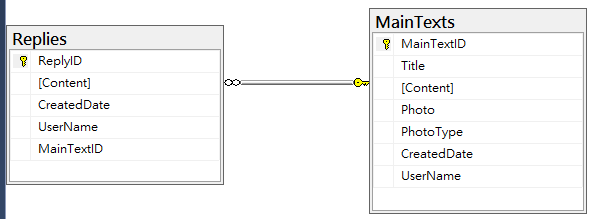 Replies
ReplyID
[Content]
CreatedDate
UserName
MainTextID
MainTexts
MainTextID
Title
[Content]
Photo
PhotoType
CreatedDate
UserName